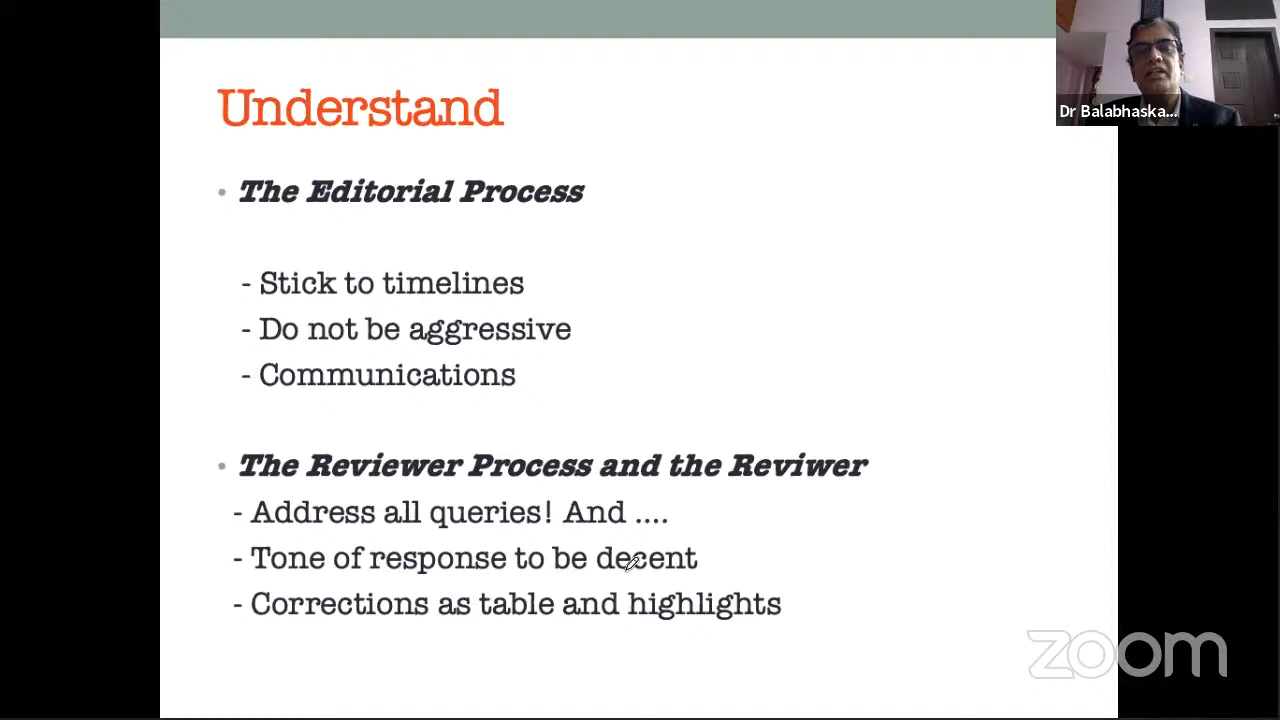 Understand
Dr Balabhaska...
• The Editorial Process
- Stick to timelines
- Do not be aggressive
- Communications
• The Reviewer Process and the Reviwer
- Address all queries! And ....
- Tone of response to be decent
- Corrections as table and highlights
zoom